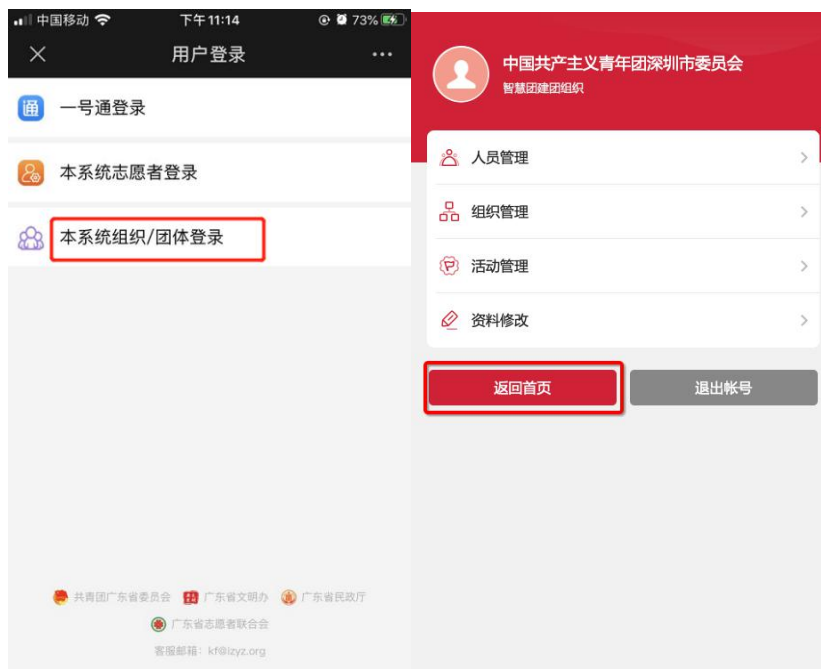 中国移动 下午11:14 73%
用户登录
通 一号通登录
本系统志愿者登录
本系统组织/团体登录
共青团广东省委员会 广东省文明办 广东省民政厅
广东省志愿者联合会
客服邮箱：kf@izyz.org
中国共产主义青年团深圳市委员会
智慧团建团组织
人员管理
组织管理
活动管理
资料修改
返回首页 退出帐号